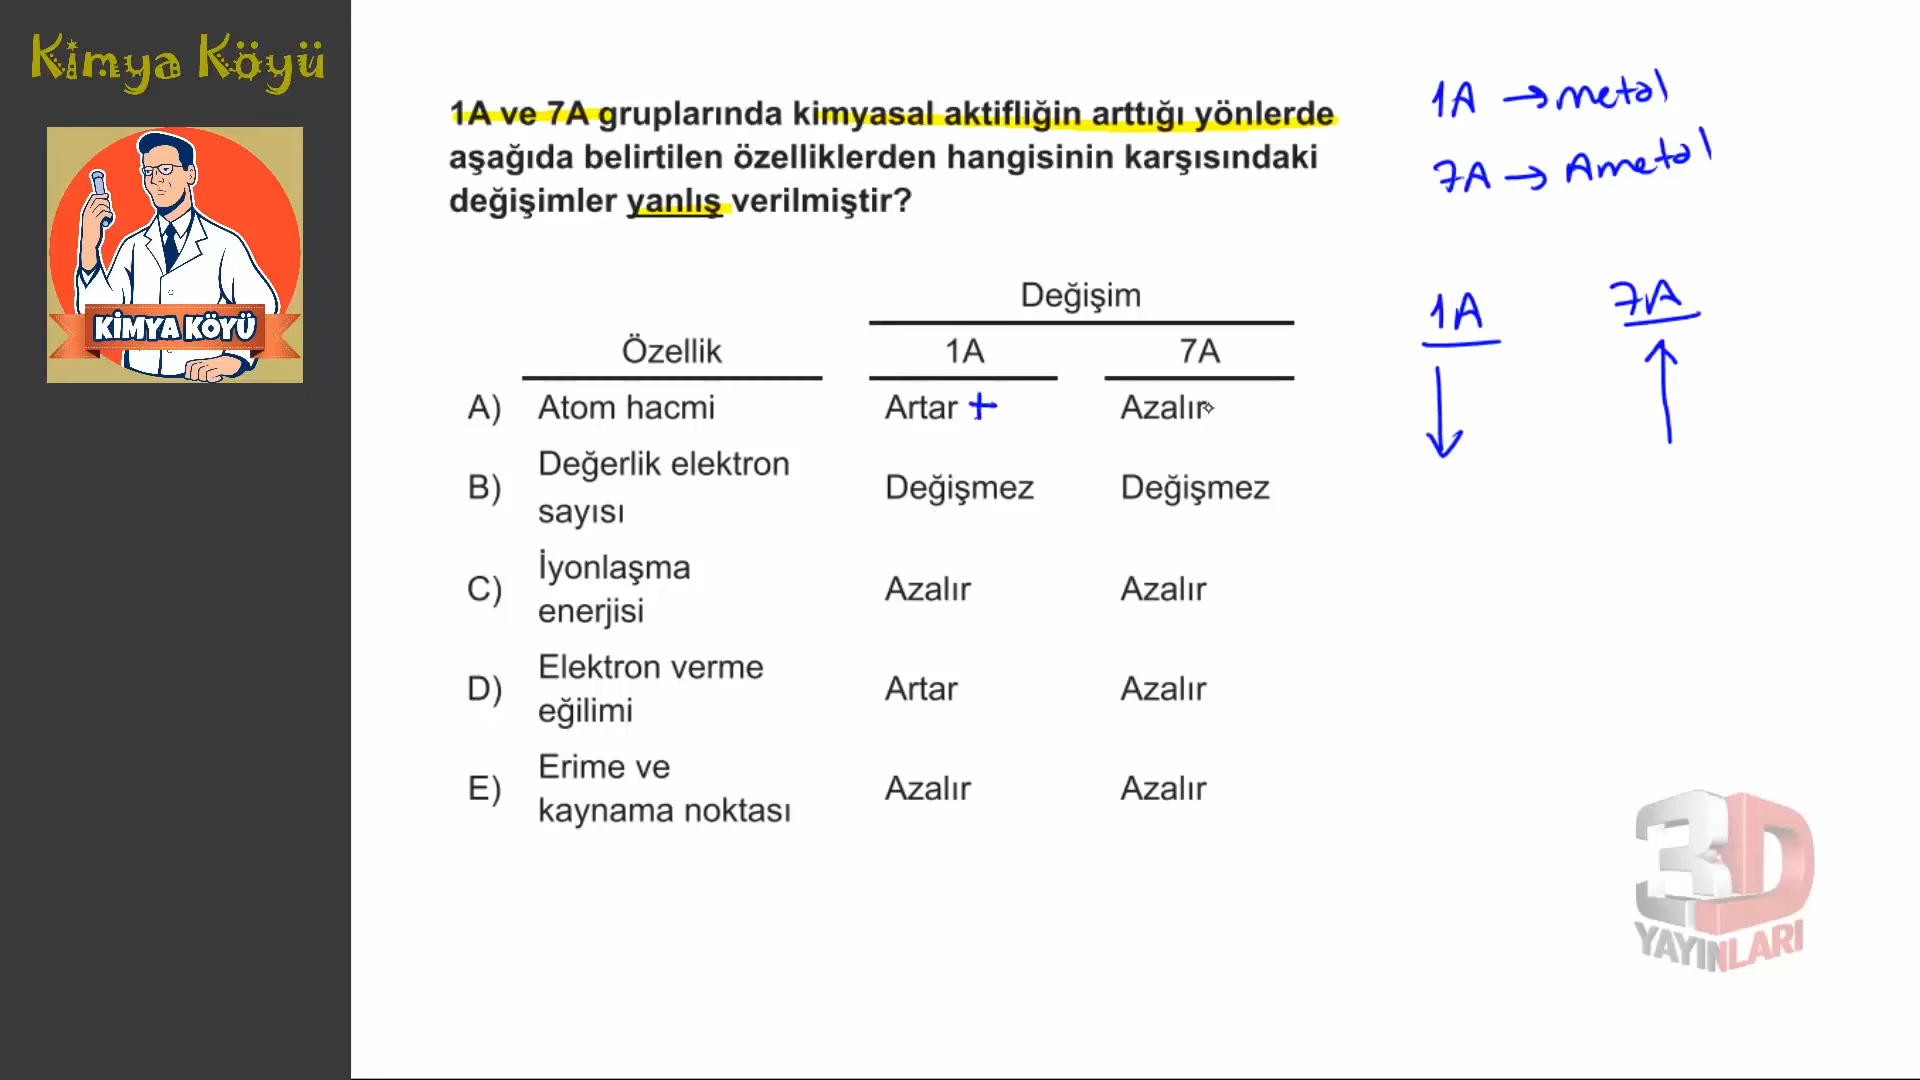 Kimya Köyü
KİMYA KÖYÜ
1A ve 7A gruplarında kimyasal aktifliğin arttığı yönlerde
aşağıda belirtilen özelliklerden hangisinin karşısındaki
değişimler yanlış verilmiştir?
1A → metal
7A → Ametal
Değişim
Özellik 1A 7A
A) Atom hacmi Artar + Azalır
B) Değerlik elektron sayısı Değişmez Değişmez
C) İyonlaşma enerjisi Azalır Azalır
D) Elektron verme eğilimi Artar Azalır
E) Erime ve kaynama noktası Azalır Azalır
1A ↓ 7A ↑
3D
YAYINLARI